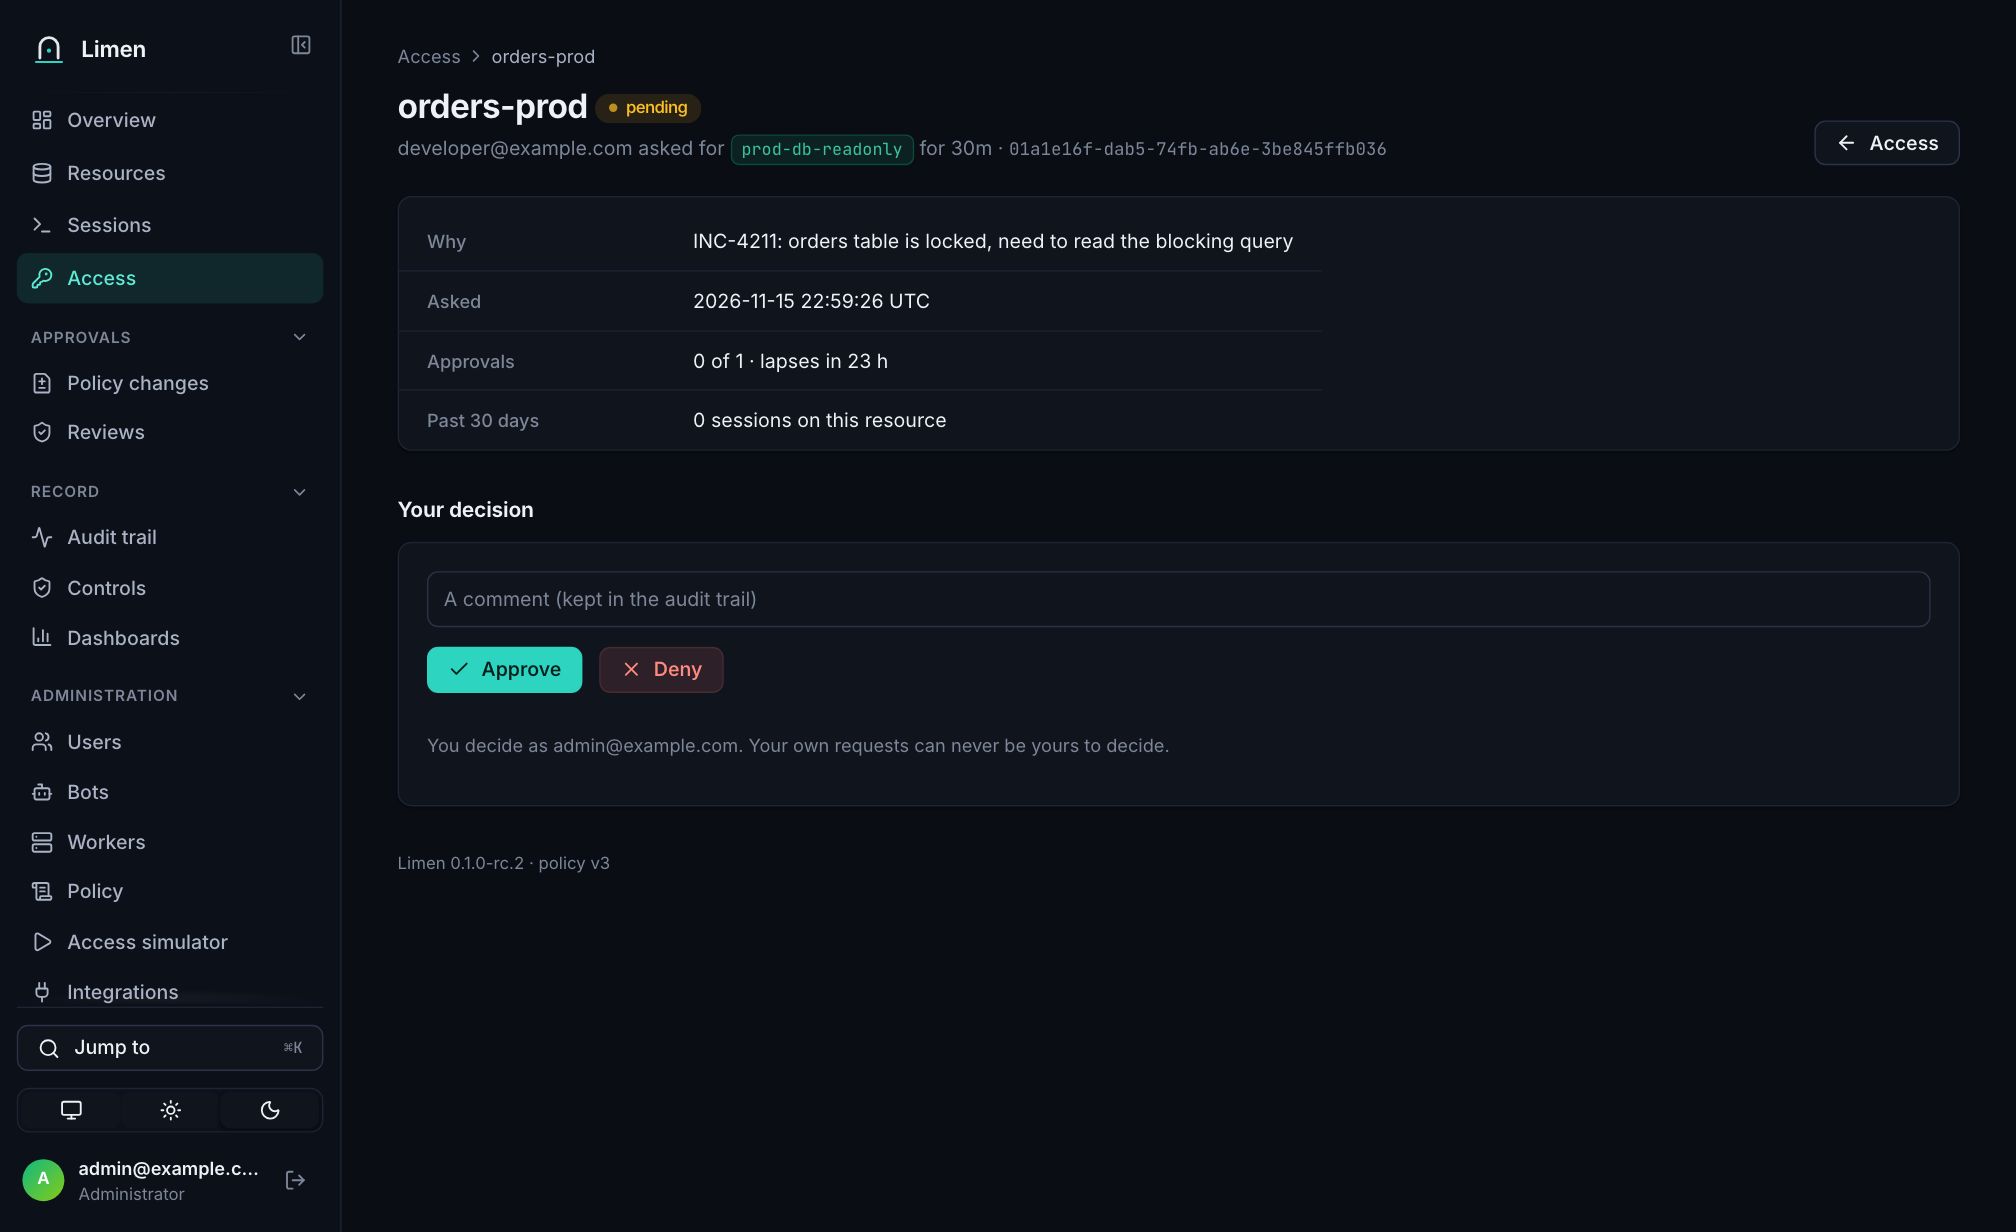 Limen
Overview
Resources
Sessions
Access
APPROVALS
Policy changes
Reviews
RECORD
Audit trail
Controls
Dashboards
ADMINISTRATION
Users
Bots
Workers
Policy
Access simulator
Integrations
Jump to ⌘K
A admin@example.c...
Administrator
Access > orders-prod
orders-prod pending
developer@example.com asked for prod-db-readonly for 30m · 01a1e16f-dab5-74fb-ab6e-3be845ffb036
Access
Why INC-4211: orders table is locked, need to read the blocking query
Asked 2026-11-15 22:59:26 UTC
Approvals 0 of 1 · lapses in 23 h
Past 30 days 0 sessions on this resource
Your decision
A comment (kept in the audit trail)
Approve Deny
You decide as admin@example.com. Your own requests can never be yours to decide.
Limen 0.1.0-rc.2 · policy v3